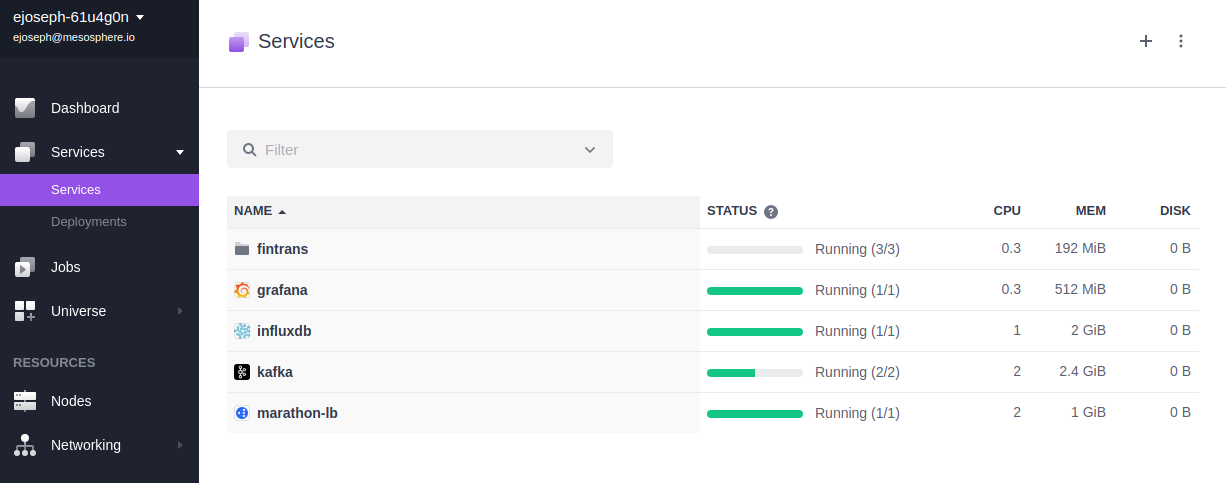 ejoseph-61u4g0n
ejoseph@mesosphere.io
Dashboard
Services
Services
Deployments
Jobs
Universe
RESOURCES
Nodes
Networking
Services
Filter
NAME STATUS ? CPU MEM DISK
fintrans Running (3/3) 0.3 192 MiB 0 B
grafana Running (1/1) 0.3 512 MiB 0 B
influxdb Running (1/1) 1 2 GiB 0 B
kafka Running (2/2) 2 2.4 GiB 0 B
marathon-lb Running (1/1) 2 1 GiB 0 B